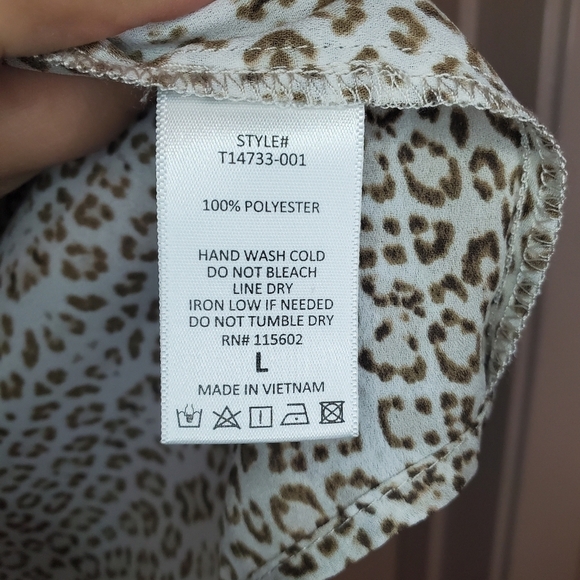 STYLE#
T14733-001
100% POLYESTER
HAND WASH COLD
DO NOT BLEACH
LINE DRY
IRON LOW IF NEEDED
DO NOT TUMBLE DRY
RN# 115602
L
MADE IN VIETNAM